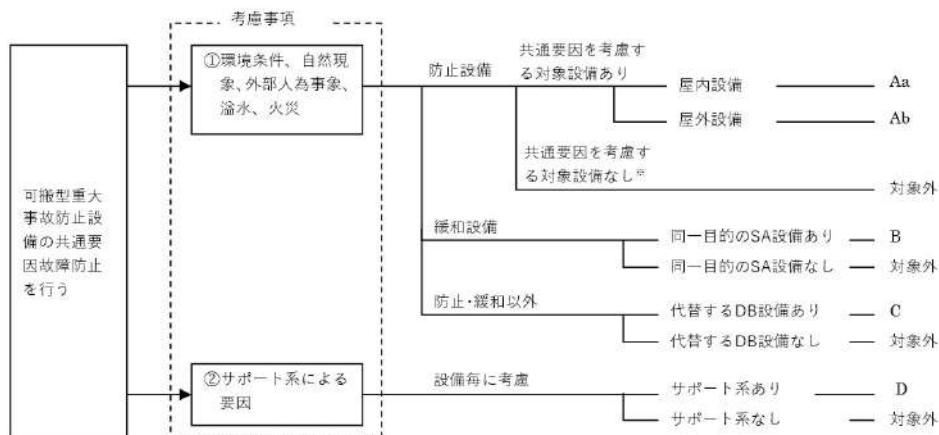 考慮事項
可搬型重大
事故防止設
備の共通要
因故障防止
を行う
①環境条件、自然現
象、外部人為事象、
溢水、火災
防止設備
共通要因を考慮す
る対象設備あり
屋内設備
Aa
屋外設備
Ab
共通要因を考慮す
る対象設備なし※
対象外
緩和設備
同一目的のSA設備あり
B
同一目的のSA設備なし
対象外
防止・緩和以外
代替するDB設備あり
C
代替するDB設備なし
対象外
②サポート系による
要因
設備毎に考慮
サポート系あり
D
サポート系なし
対象外